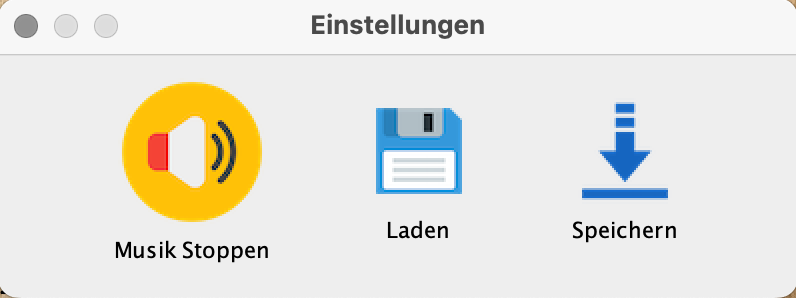 Einstellungen
Musik Stoppen
Laden
Speichern